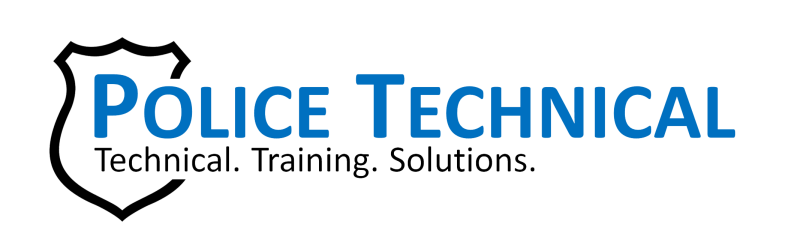 POLICE TECHNICAL
Technical. Training. Solutions.